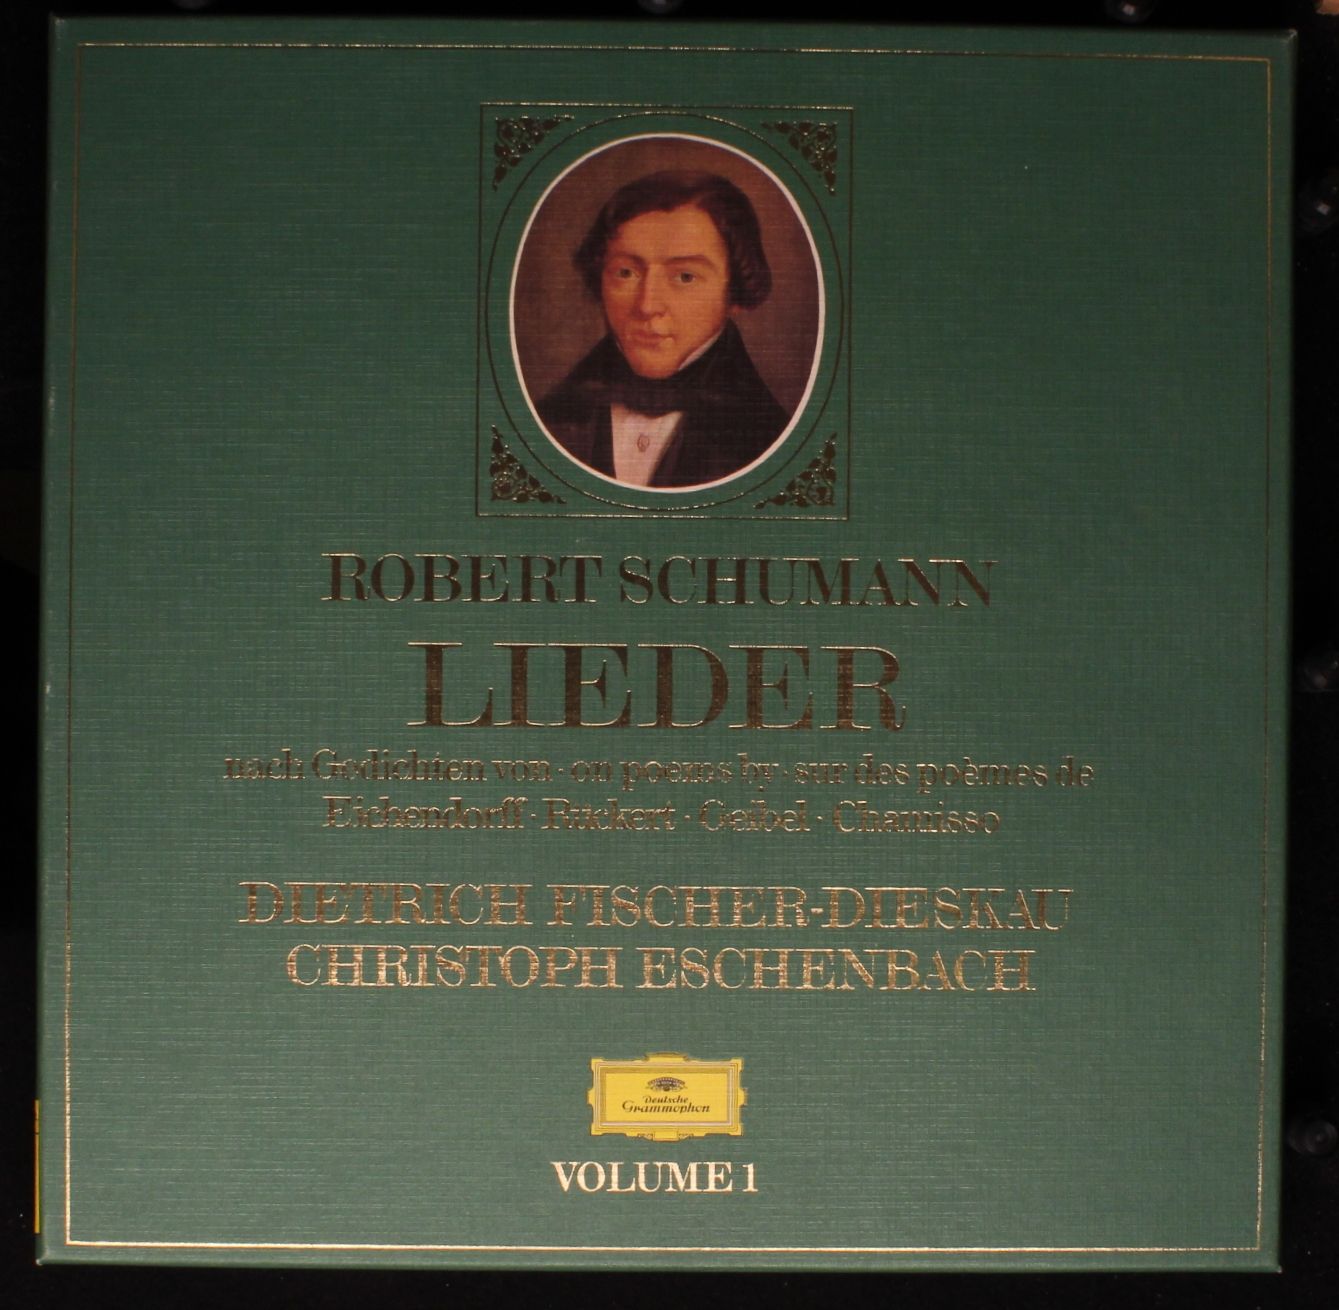 ROBERT SCHUMANN
LIEDER
nach Gedichten von · on poems by · sur des poèmes de
Eichendorff · Rückert · Geibel · Chamisso
DIETRICH FISCHER-DIESKAU
CHRISTOPH ESCHENBACH
Deutsche
Grammophon
VOLUME 1